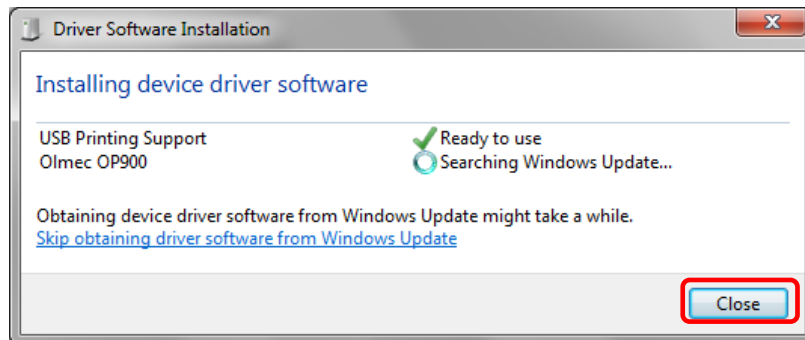 Driver Software Installation
Installing device driver software
USB Printing Support Ready to use
Olmec OP900 Searching Windows Update...
Obtaining device driver software from Windows Update might take a while.
Skip obtaining driver software from Windows Update
Close